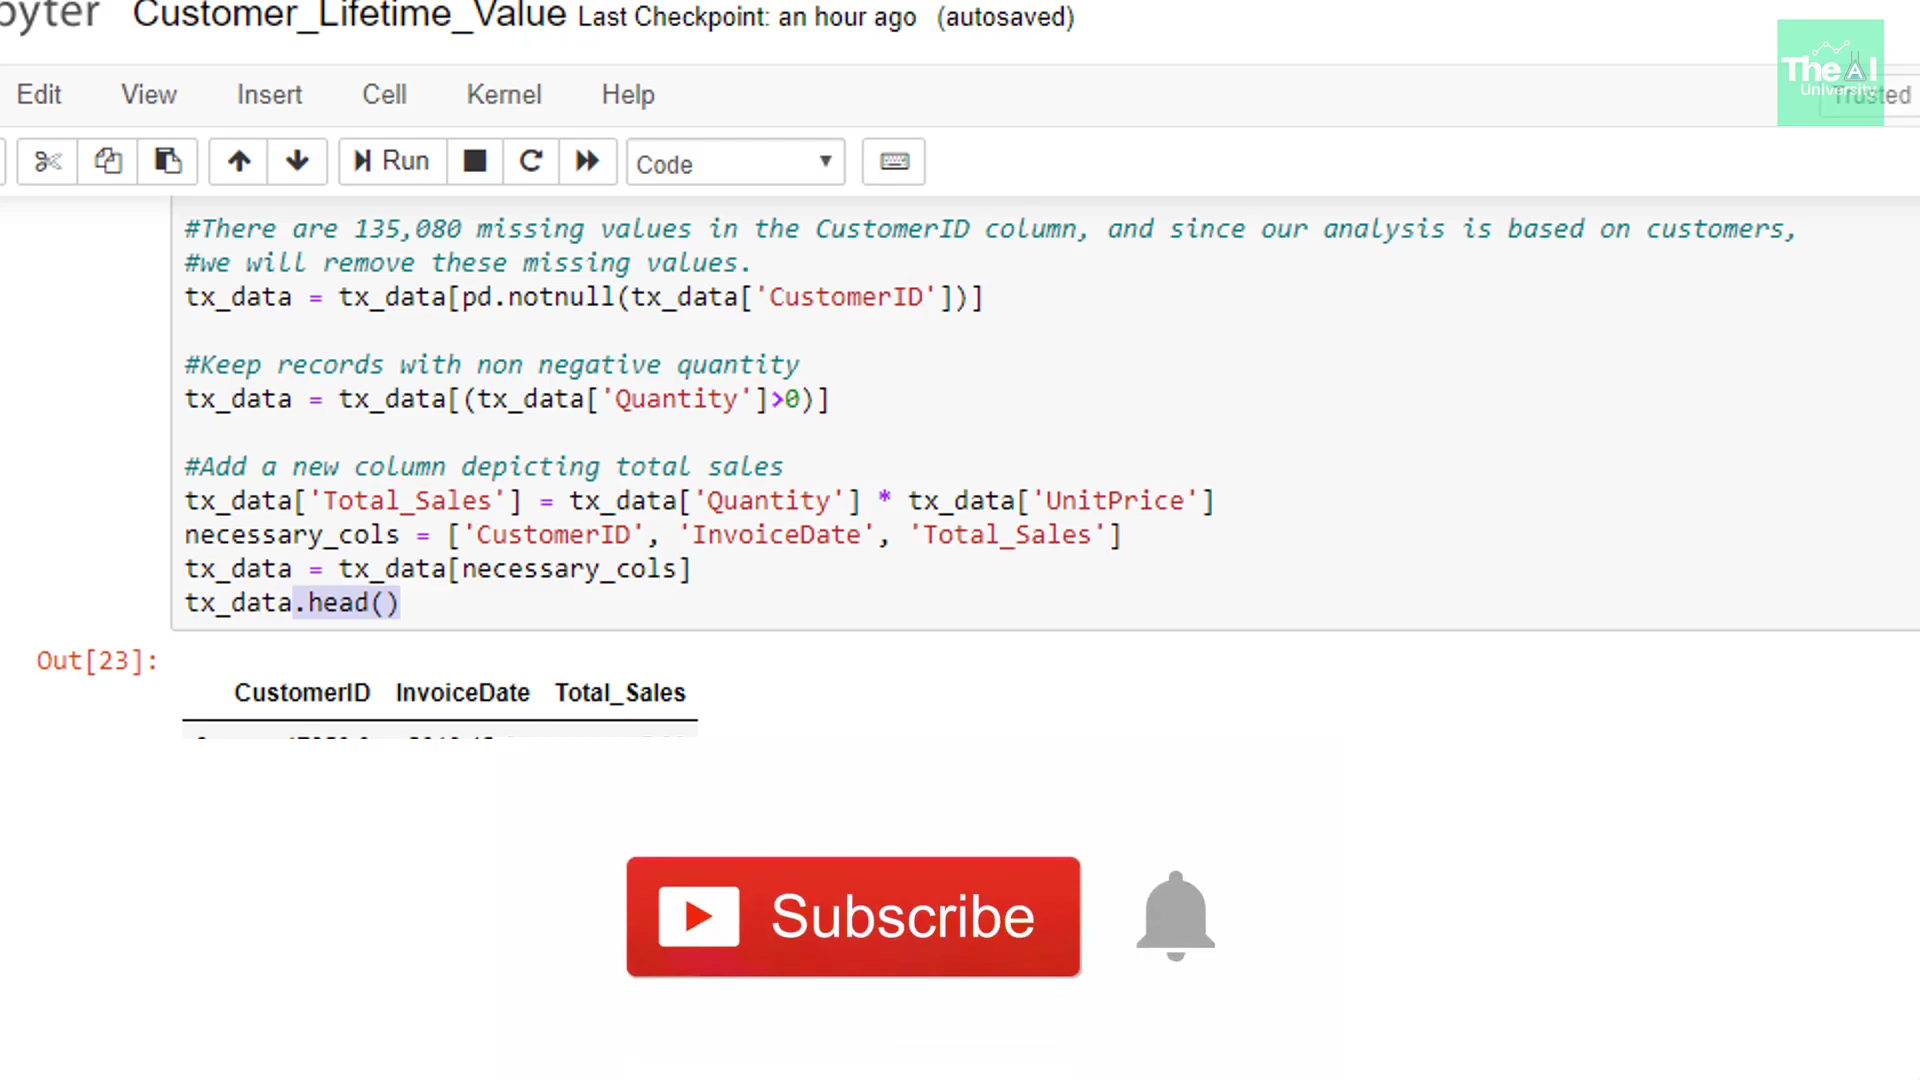 Customer_Lifetime_Value Last Checkpoint: an hour ago (autosaved)
The AI
University
Edit View Insert Cell Kernel Help Trusted
Run Code
#There are 135,080 missing values in the CustomerID column, and since our analysis is based on customers,
#we will remove these missing values.
tx_data = tx_data[pd.notnull(tx_data['CustomerID'])]
#Keep records with non negative quantity
tx_data = tx_data[(tx_data['Quantity']>0)]
#Add a new column depicting total sales
tx_data['Total_Sales'] = tx_data['Quantity'] * tx_data['UnitPrice']
necessary_cols = ['CustomerID', 'InvoiceDate', 'Total_Sales']
tx_data = tx_data[necessary_cols]
tx_data.head()
Out[23]:
CustomerID InvoiceDate Total_Sales
Subscribe